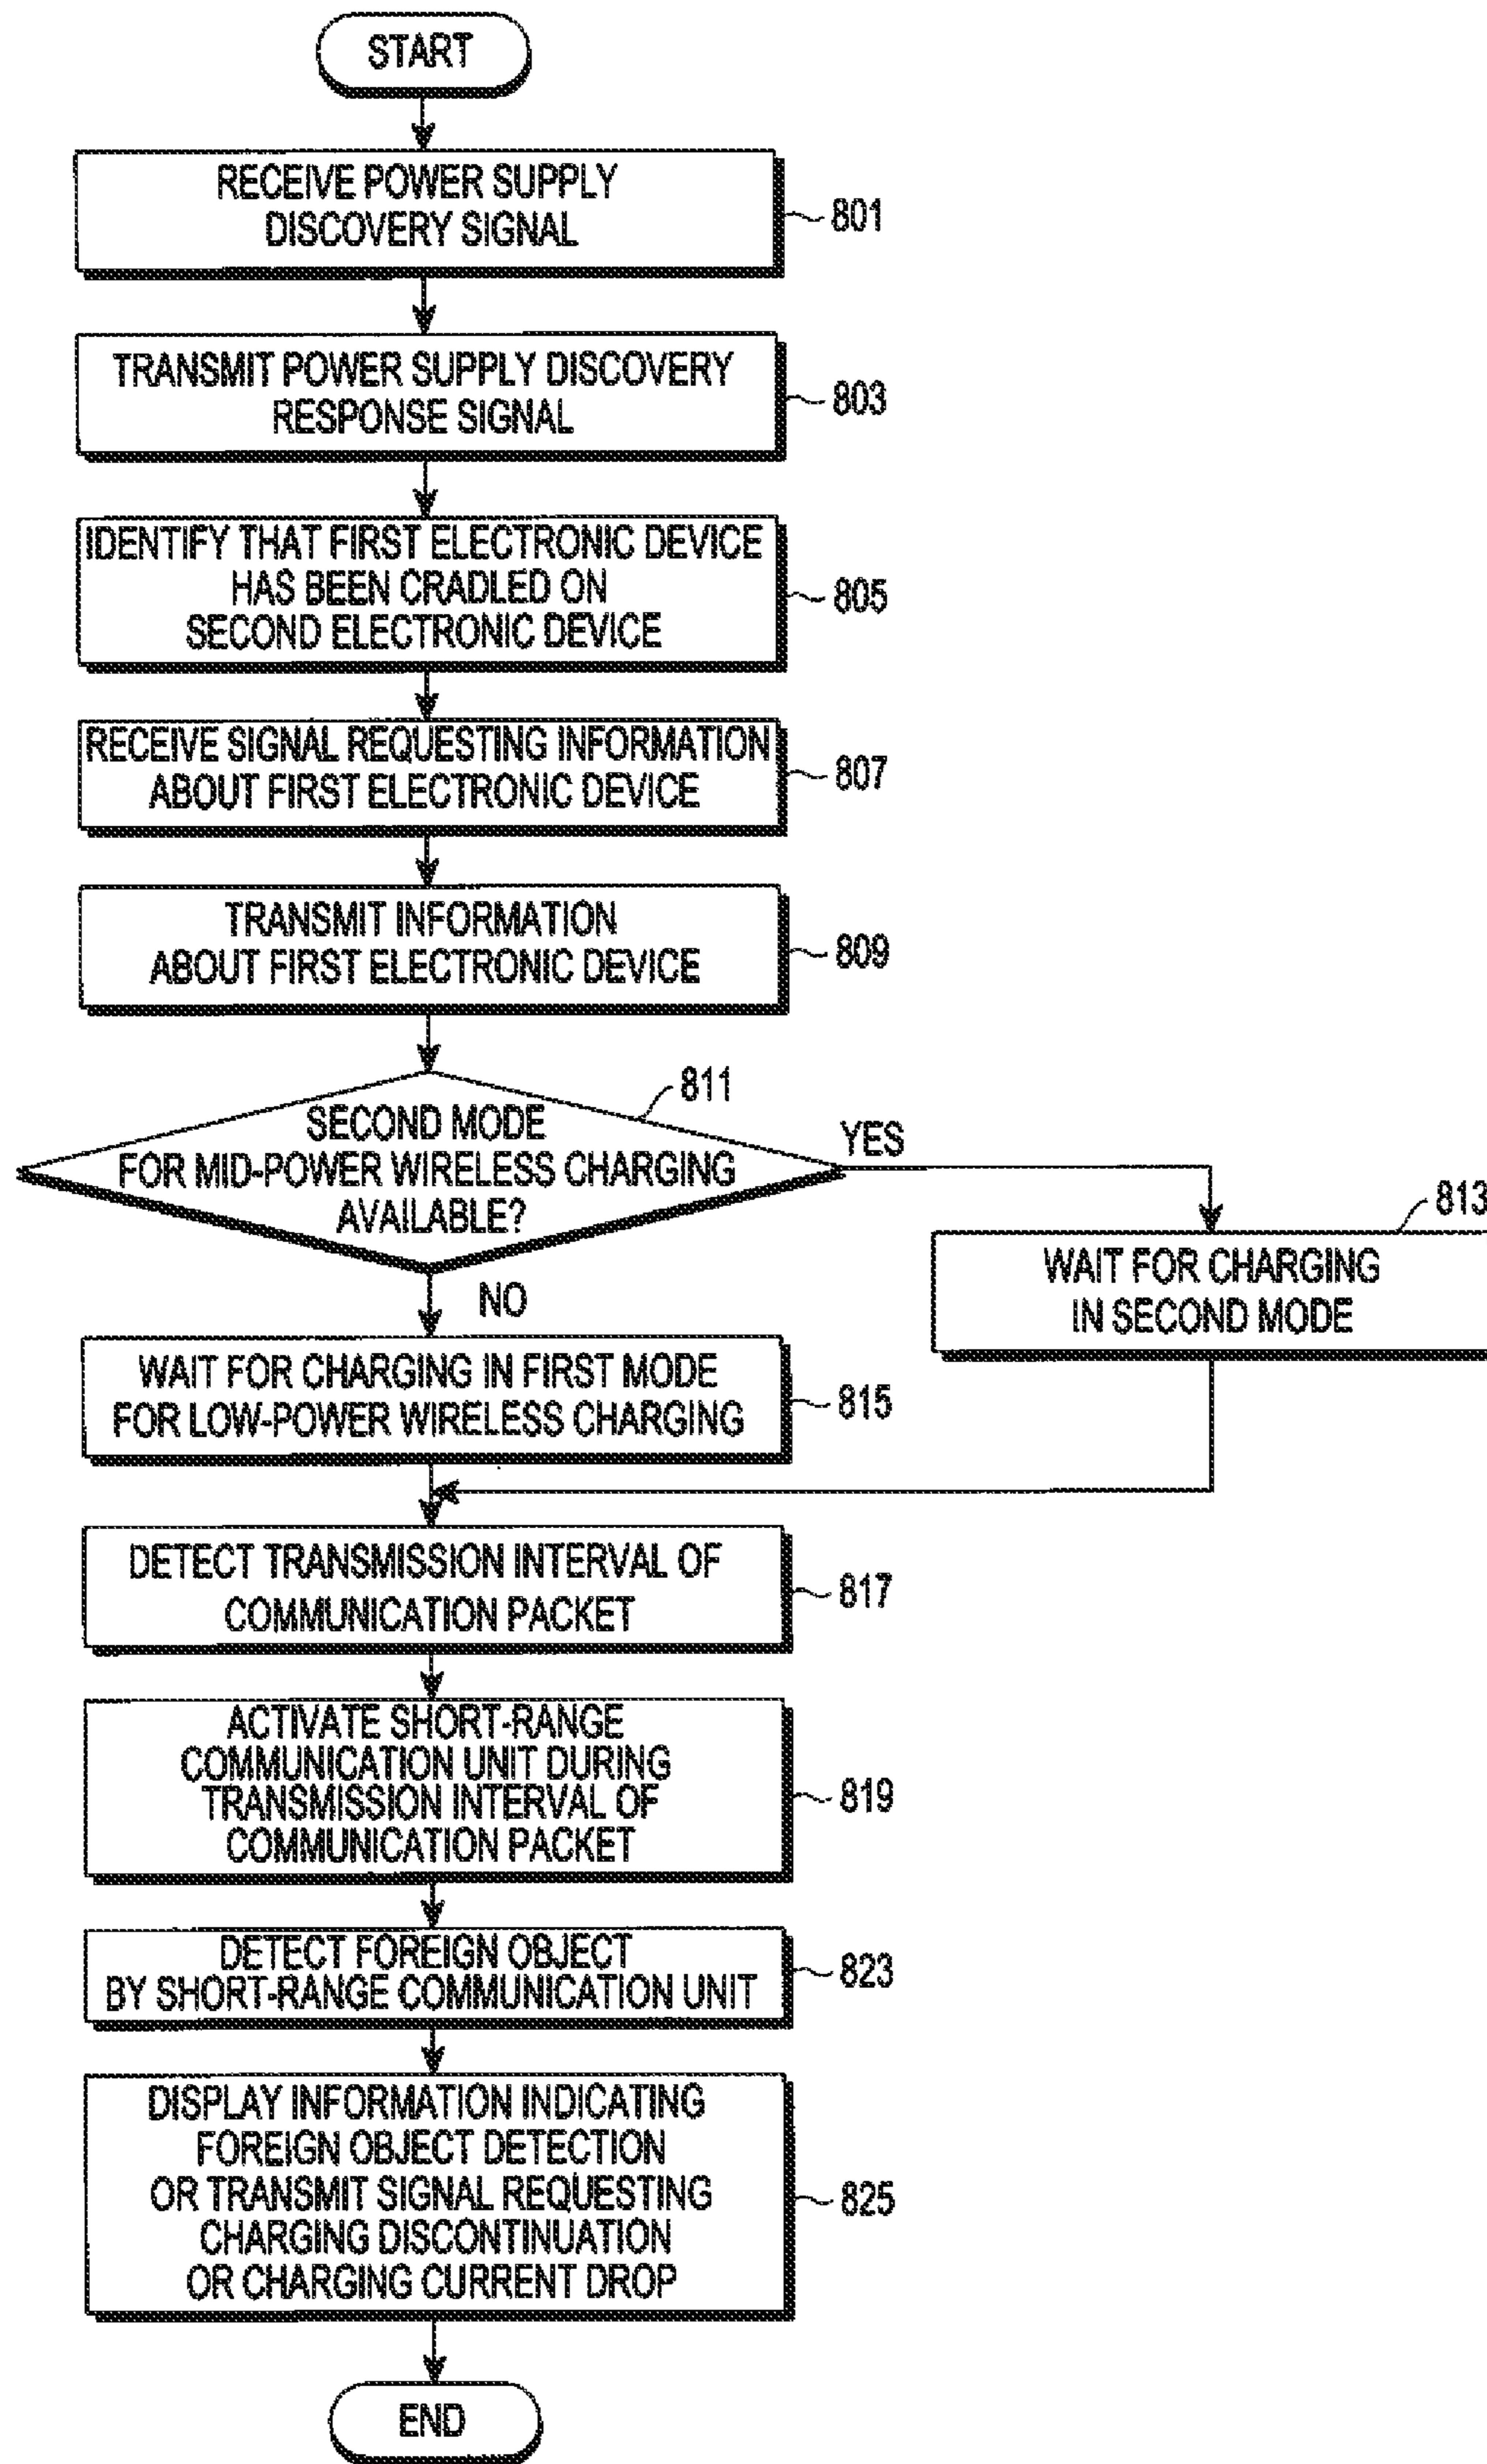 START
RECEIVE POWER SUPPLY
DISCOVERY SIGNAL
801
TRANSMIT POWER SUPPLY DISCOVERY
RESPONSE SIGNAL
803
IDENTIFY THAT FIRST ELECTRONIC DEVICE
HAS BEEN CRADLED ON
SECOND ELECTRONIC DEVICE
805
RECEIVE SIGNAL REQUESTING INFORMATION
ABOUT FIRST ELECTRONIC DEVICE
807
TRANSMIT INFORMATION
ABOUT FIRST ELECTRONIC DEVICE
809
811
SECOND MODE
FOR MID-POWER WIRELESS CHARGING
AVAILABLE?
YES
813
WAIT FOR CHARGING
IN SECOND MODE
NO
WAIT FOR CHARGING IN FIRST MODE
FOR LOW-POWER WIRELESS CHARGING
815
DETECT TRANSMISSION INTERVAL OF
COMMUNICATION PACKET
817
ACTIVATE SHORT-RANGE
COMMUNICATION UNIT DURING
TRANSMISSION INTERVAL OF
COMMUNICATION PACKET
819
DETECT FOREIGN OBJECT
BY SHORT-RANGE COMMUNICATION UNIT
823
DISPLAY INFORMATION INDICATING
FOREIGN OBJECT DETECTION
OR TRANSMIT SIGNAL REQUESTING
CHARGING DISCONTINUATION
OR CHARGING CURRENT DROP
825
END